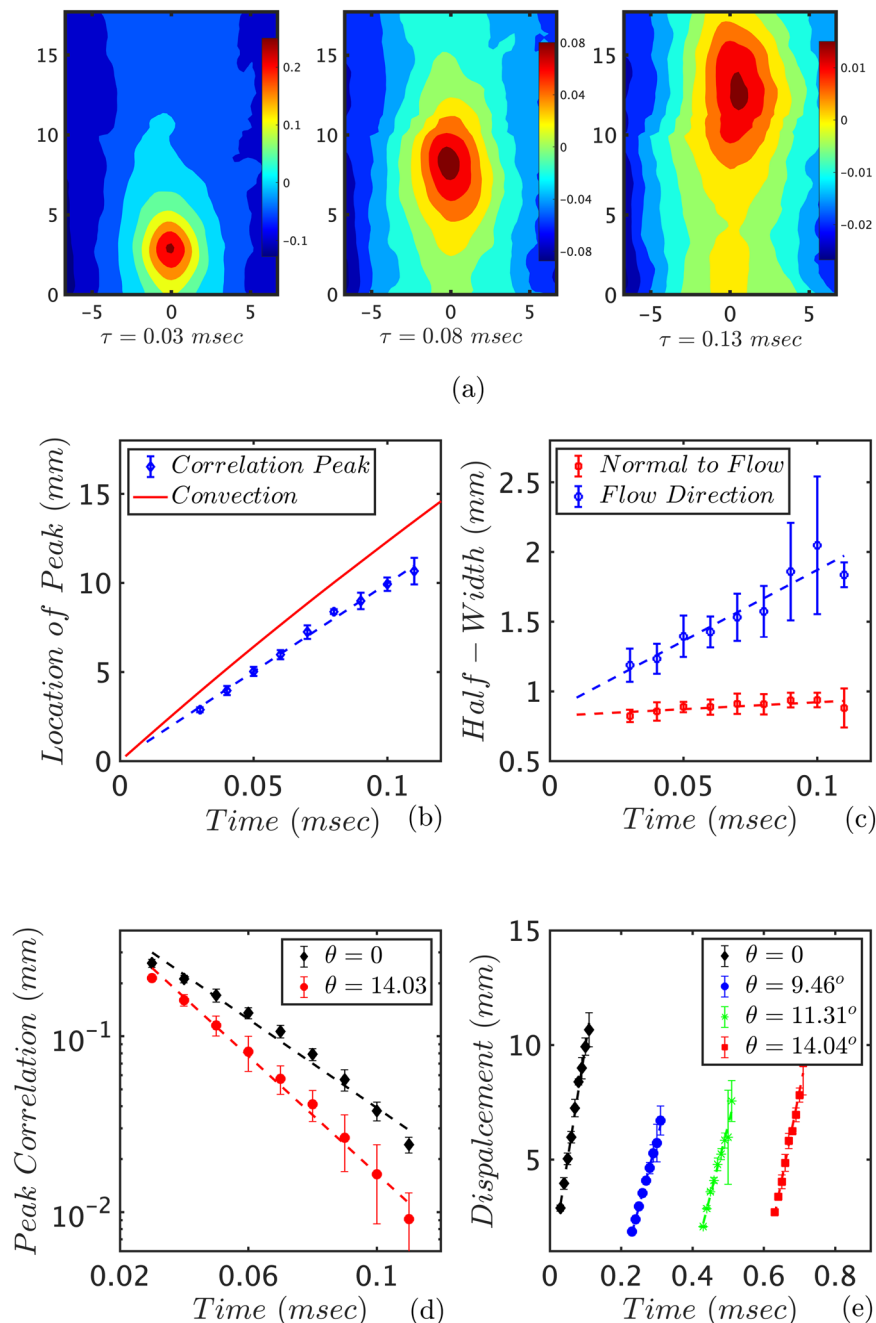 15
10
5
0
-5
0
5
0.2
0.1
0
-0.1
τ = 0.03 msec
15
10
5
0
-5
0
5
0.08
0.04
0
-0.04
-0.08
τ = 0.08 msec
15
10
5
0
-5
0
5
0.01
0
-0.01
-0.02
τ = 0.13 msec
(a)
Location of Peak (mm)
15
10
5
0
0
0.05
0.1
Correlation Peak
Convection
Time (msec)
(b)
Half − Width (mm)
2.5
2
1.5
1
0.5
0
0.05
0.1
Normal to Flow
Flow Direction
Time (msec)
(c)
Peak Correlation (mm)
10⁻¹
10⁻²
0.02
0.06
0.1
θ = 0
θ = 14.03
Time (msec)
(d)
Dispalcement (mm)
15
10
5
0
0.2
0.4
0.6
0.8
θ = 0
θ = 9.46ᵒ
θ = 11.31ᵒ
θ = 14.04ᵒ
Time (msec)
(e)